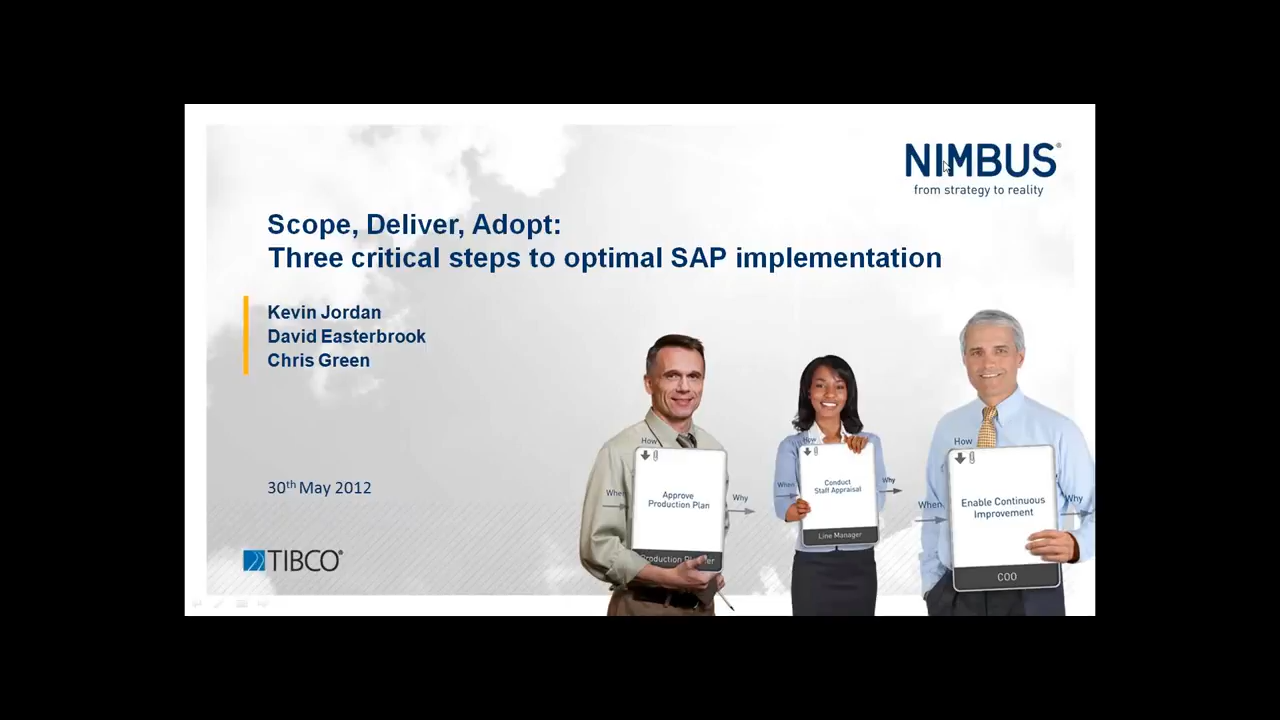 NIMBUS®
from strategy to reality
Scope, Deliver, Adopt:
Three critical steps to optimal SAP implementation
Kevin Jordan
David Easterbrook
Chris Green
30th May 2012
TIBCO®
How
When
Approve
Production Plan
Why
Production Planner
How
When
Conduct
Staff Appraisal
Why
Line Manager
How
When
Enable Continuous
Improvement
Why
COO